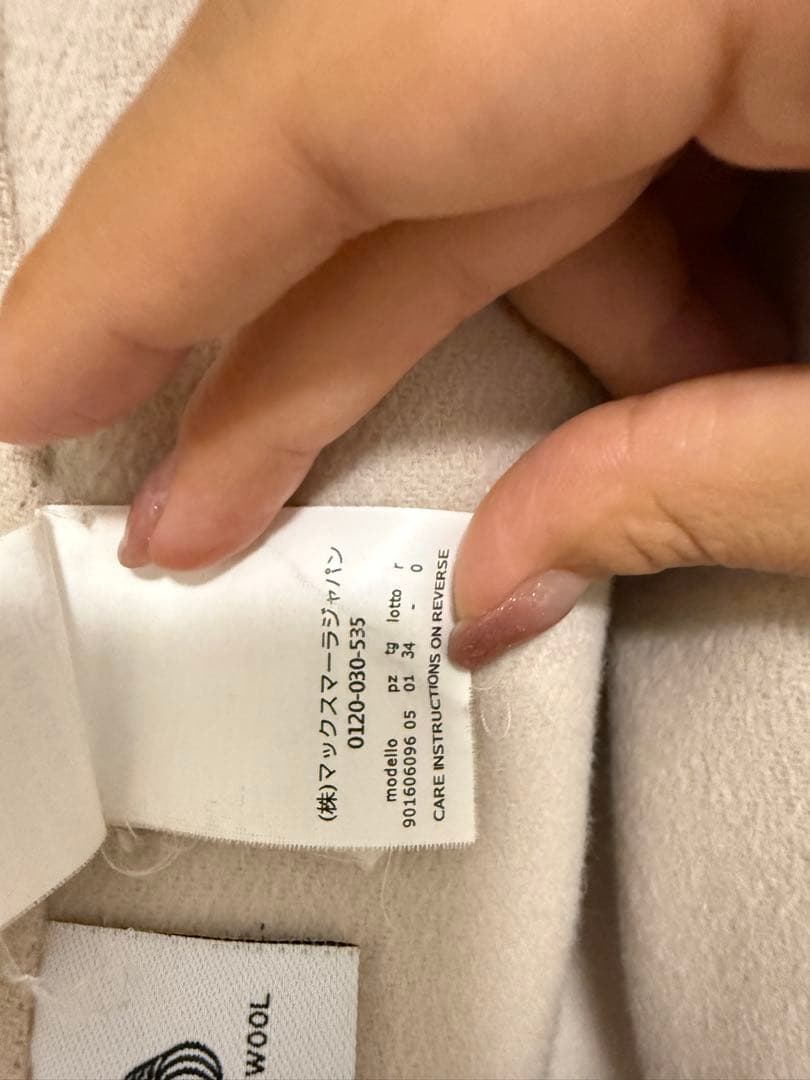 (株)マックスマーラジャパン
0120-030-535
modello pz tg lotto r
901606096 05 01 34 - 0
CARE INSTRUCTIONS ON REVERSE
WOOL